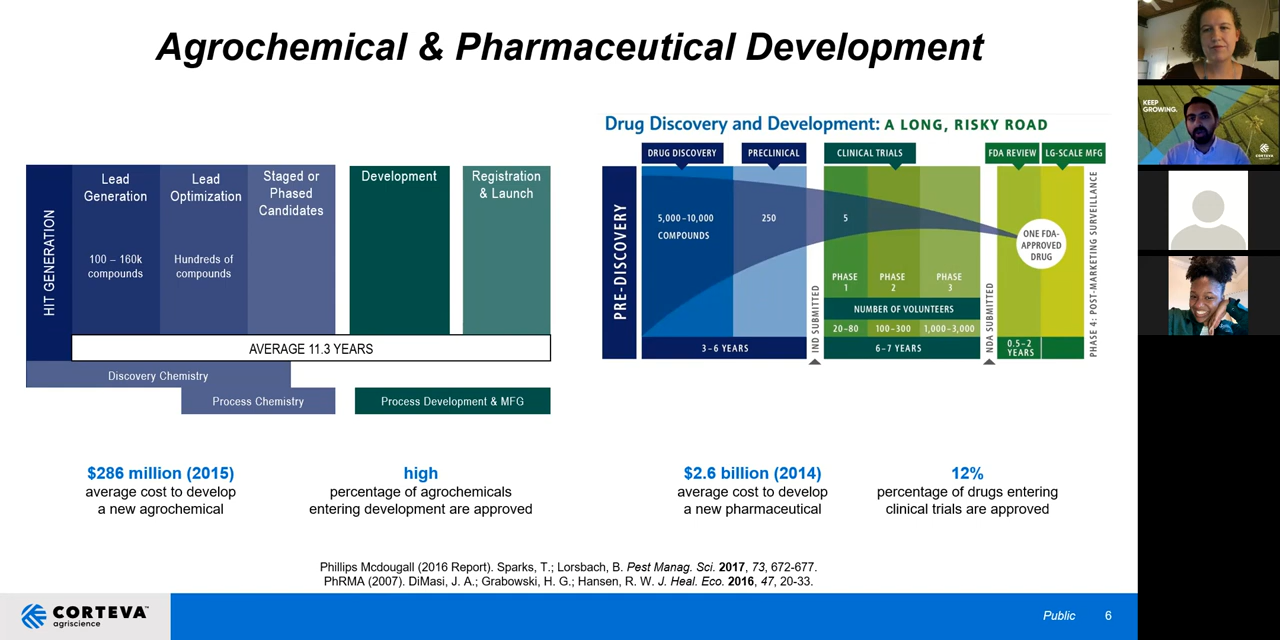 Agrochemical & Pharmaceutical Development
HIT GENERATION
Lead
Generation
100 – 160k
compounds
Lead
Optimization
Hundreds of
compounds
Staged or
Phased
Candidates
Development
Registration
& Launch
AVERAGE 11.3 YEARS
Discovery Chemistry
Process Chemistry
Process Development & MFG
Drug Discovery and Development: A LONG, RISKY ROAD
DRUG DISCOVERY
PRECLINICAL
CLINICAL TRIALS
FDA REVIEW
LG-SCALE MFG
PRE-DISCOVERY
5,000–10,000
COMPOUNDS
250
5
ONE FDA-
APPROVED
DRUG
PHASE
1
PHASE
2
PHASE
3
NUMBER OF VOLUNTEERS
20–80
100–300
1,000–3,000
3–6 YEARS
IND SUBMITTED
6–7 YEARS
NDA SUBMITTED
0.5–2
YEARS
PHASE 4: POST-MARKETING SURVEILLANCE
$286 million (2015)
average cost to develop
a new agrochemical
high
percentage of agrochemicals
entering development are approved
$2.6 billion (2014)
average cost to develop
a new pharmaceutical
12%
percentage of drugs entering
clinical trials are approved
Phillips Mcdougall (2016 Report). Sparks, T.; Lorsbach, B. Pest Manag. Sci. 2017, 73, 672-677.
PhRMA (2007). DiMasi, J. A.; Grabowski, H. G.; Hansen, R. W. J. Heal. Eco. 2016, 47, 20-33.
CORTEVA™
agriscience
Public
6
KEEP
GROWING.
CORTEVA